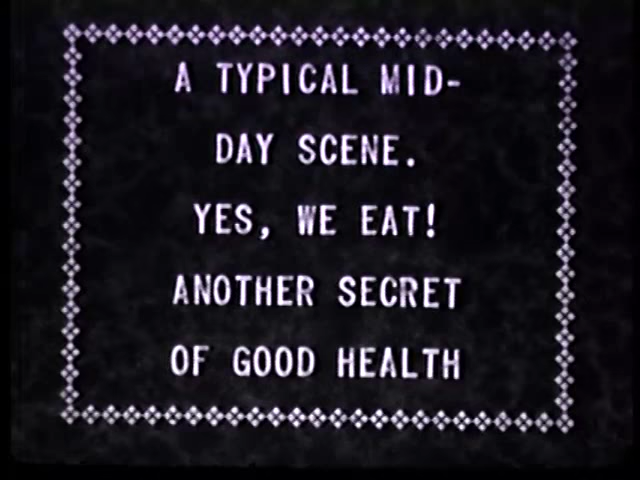 A TYPICAL MID-
DAY SCENE.
YES, WE EAT!
ANOTHER SECRET
OF GOOD HEALTH